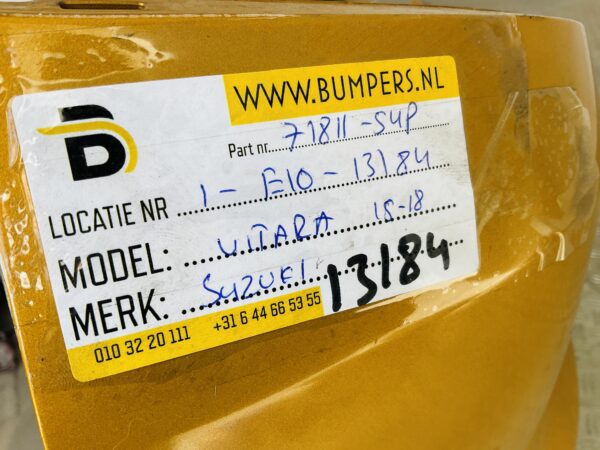 WWW.BUMPERS.NL
B
Part nr. 71811-54P
LOCATIE NR 1-E10-13184
MODEL: VITARA 15-18
MERK: SUZUKI 13184
010 32 20 111 +31 6 44 66 53 55